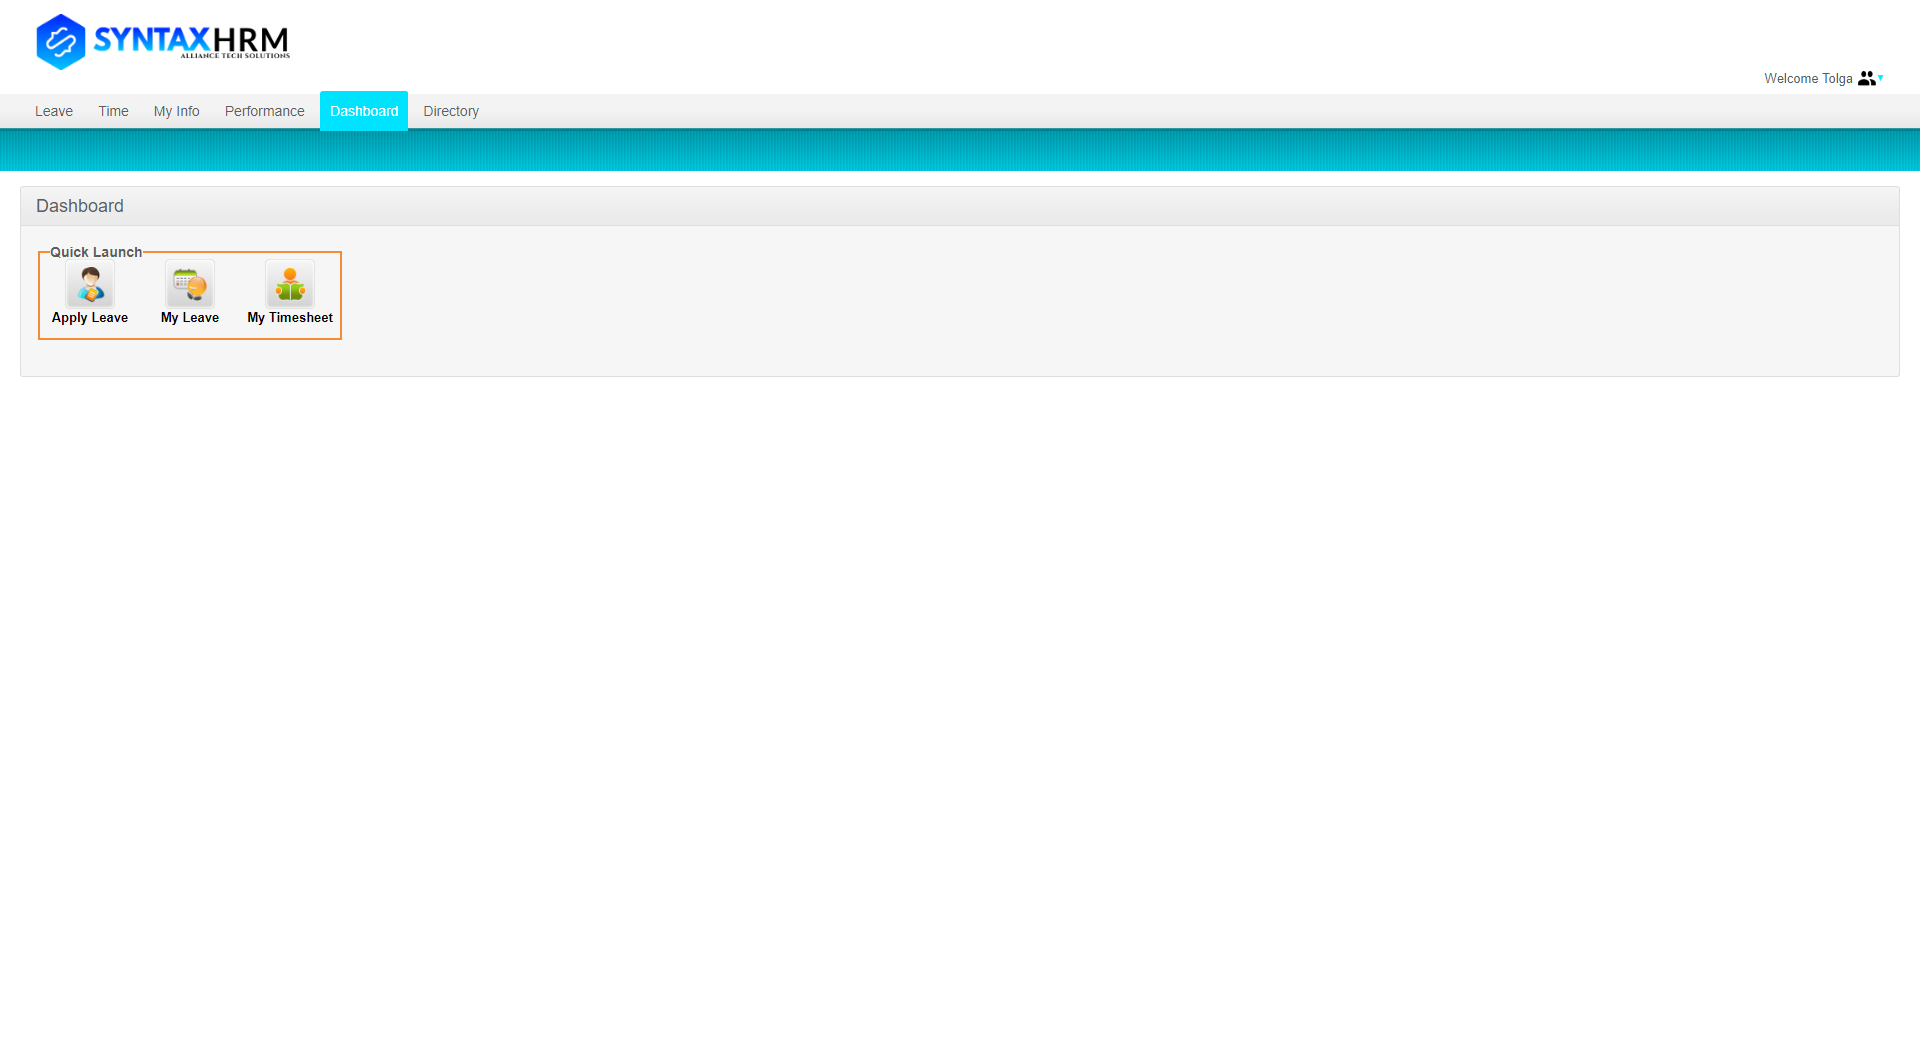 SYNTAXHRM
ALLIANCE TECH SOLUTIONS
Welcome Tolga
Leave Time My Info Performance Dashboard Directory
Dashboard
Quick Launch
Apply Leave My Leave My Timesheet